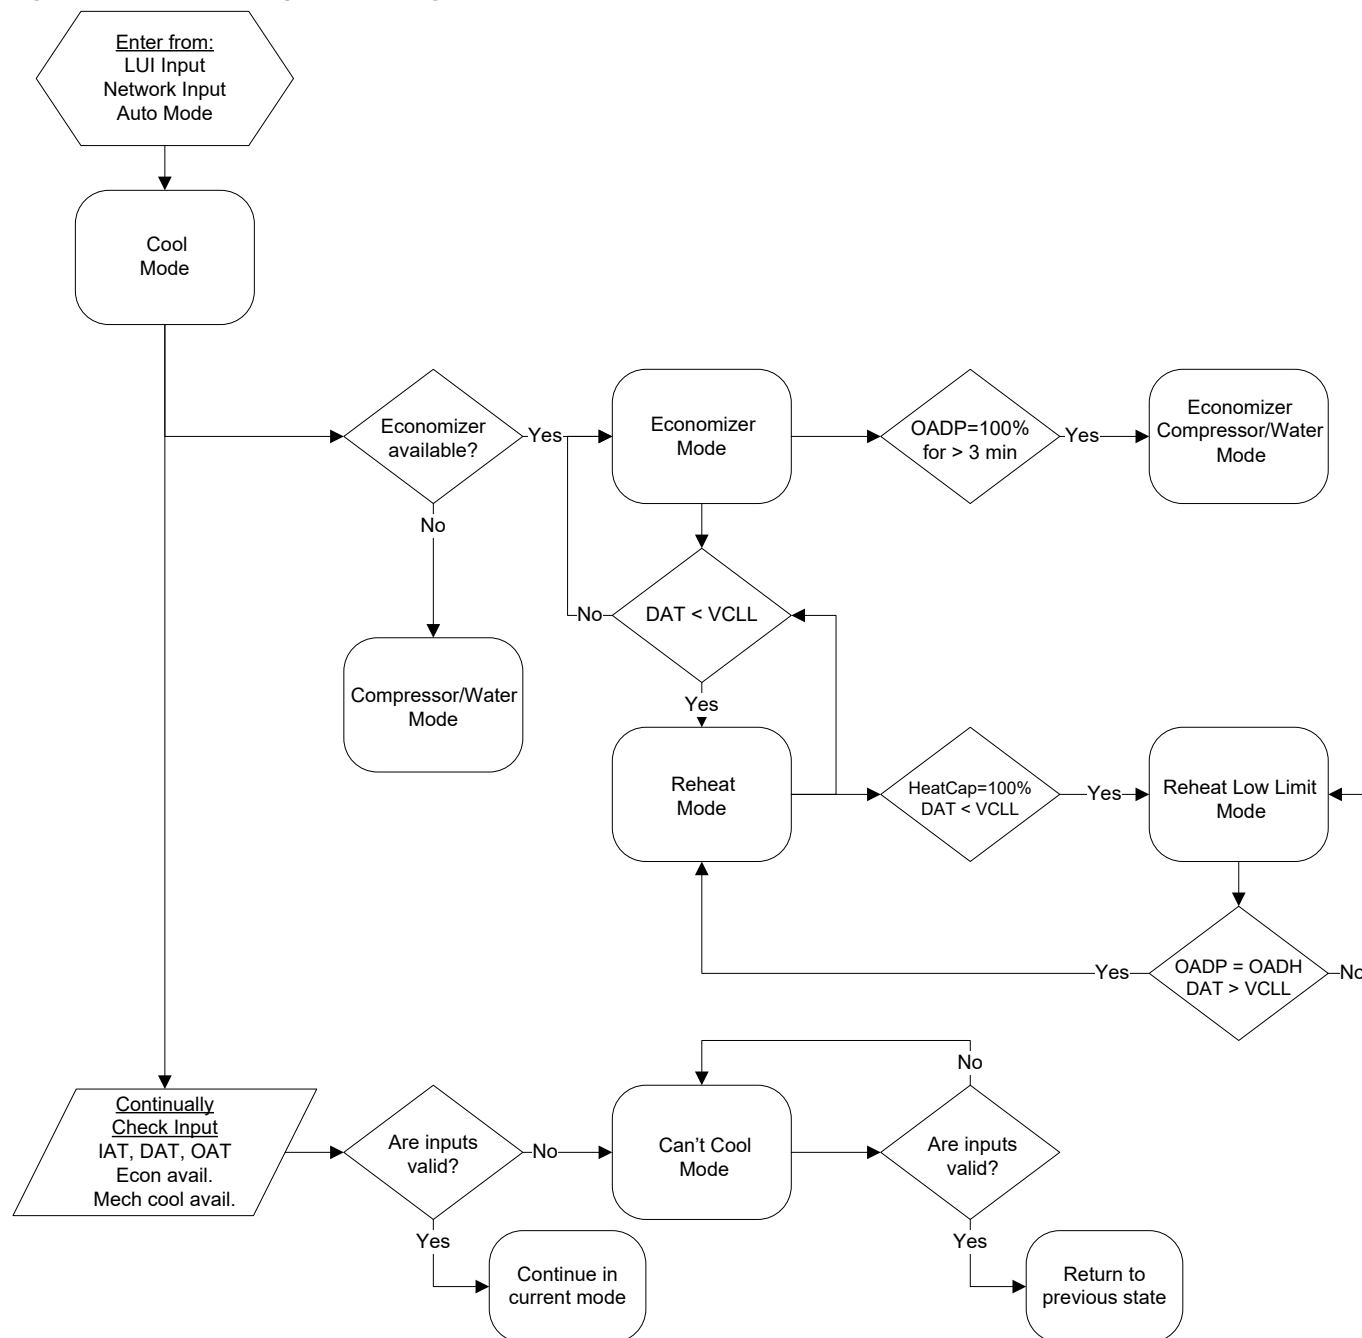 Enter from:
LUI Input
Network Input
Auto Mode
Cool
Mode
Economizer
available?
Yes
Economizer
Mode
OADP=100%
for > 3 min
Yes
Economizer
Compressor/Water
Mode
No
No
DAT < VCLL
Compressor/Water
Mode
Yes
Reheat
Mode
HeatCap=100%
DAT < VCLL
Yes
Reheat Low Limit
Mode
Yes
OADP = OADH
DAT > VCLL
No
Continually
Check Input
IAT, DAT, OAT
Econ avail.
Mech cool avail.
Are inputs
valid?
No
Can't Cool
Mode
No
Are inputs
valid?
Yes
Continue in
current mode
Yes
Return to
previous state